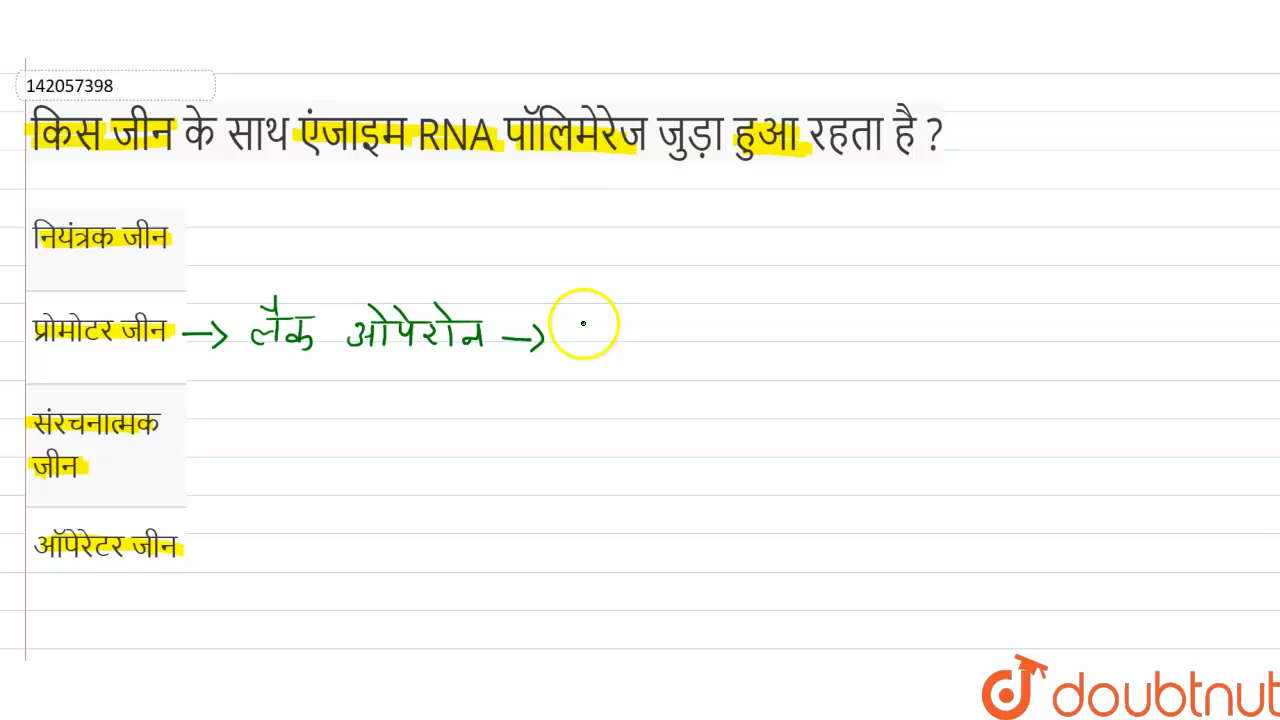 142057398
किस जीन के साथ एंजाइम RNA पॉलिमेरेज जुड़ा हुआ रहता है ?
नियंत्रक जीन
प्रोमोटर जीन → लैक ओपेरोन →
संरचनात्मक
जीन
ऑपेरेटर जीन
doubtnut